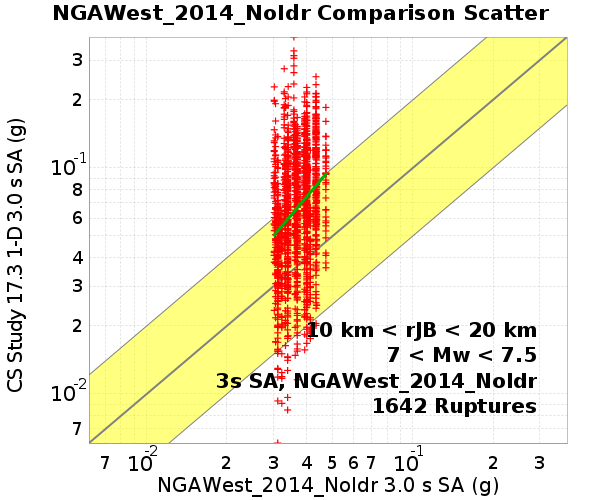 NGAWest_2014_NoIdr Comparison Scatter
CS Study 17.3 1-D 3.0 s SA (g)
3
2
10-1
8
6
4
3
2
10-2
7
10 km < rJB < 20 km
7 < Mw < 7.5
3s SA, NGAWest_2014_NoIdr
1642 Ruptures
7 10-2 2 3 4 5 6 7 10-1 2 3
NGAWest_2014_NoIdr 3.0 s SA (g)